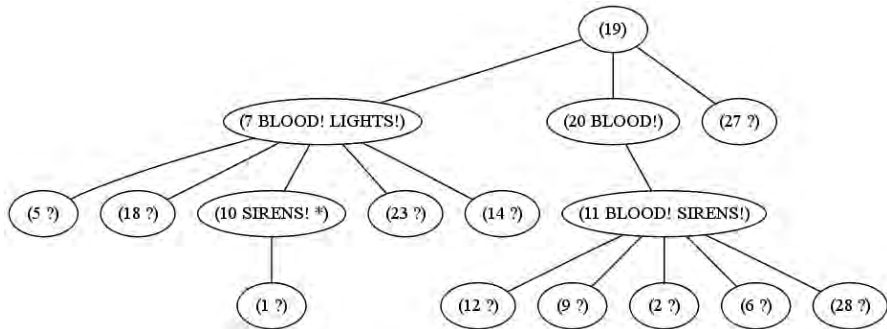 (19)
(7 BLOOD! LIGHTS!) (20 BLOOD!) (27 ?)
(5 ?) (18 ?) (10 SIRENS! *) (23 ?) (14 ?) (11 BLOOD! SIRENS!)
(1 ?) (12 ?) (9 ?) (2 ?) (6 ?) (28 ?)